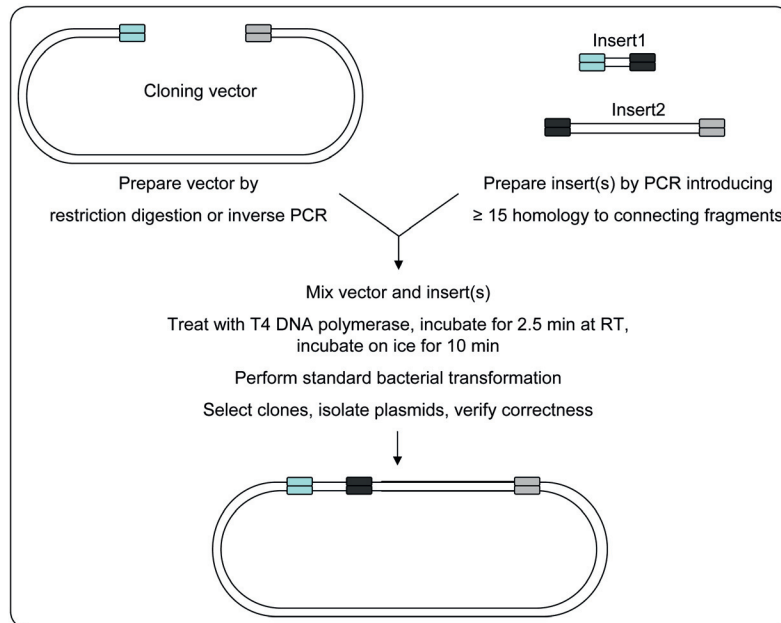 Cloning vector
Insert1
Insert2
Prepare vector by
restriction digestion or inverse PCR
Prepare insert(s) by PCR introducing
≥ 15 homology to connecting fragments
Mix vector and insert(s)
Treat with T4 DNA polymerase, incubate for 2.5 min at RT,
incubate on ice for 10 min
Perform standard bacterial transformation
Select clones, isolate plasmids, verify correctness